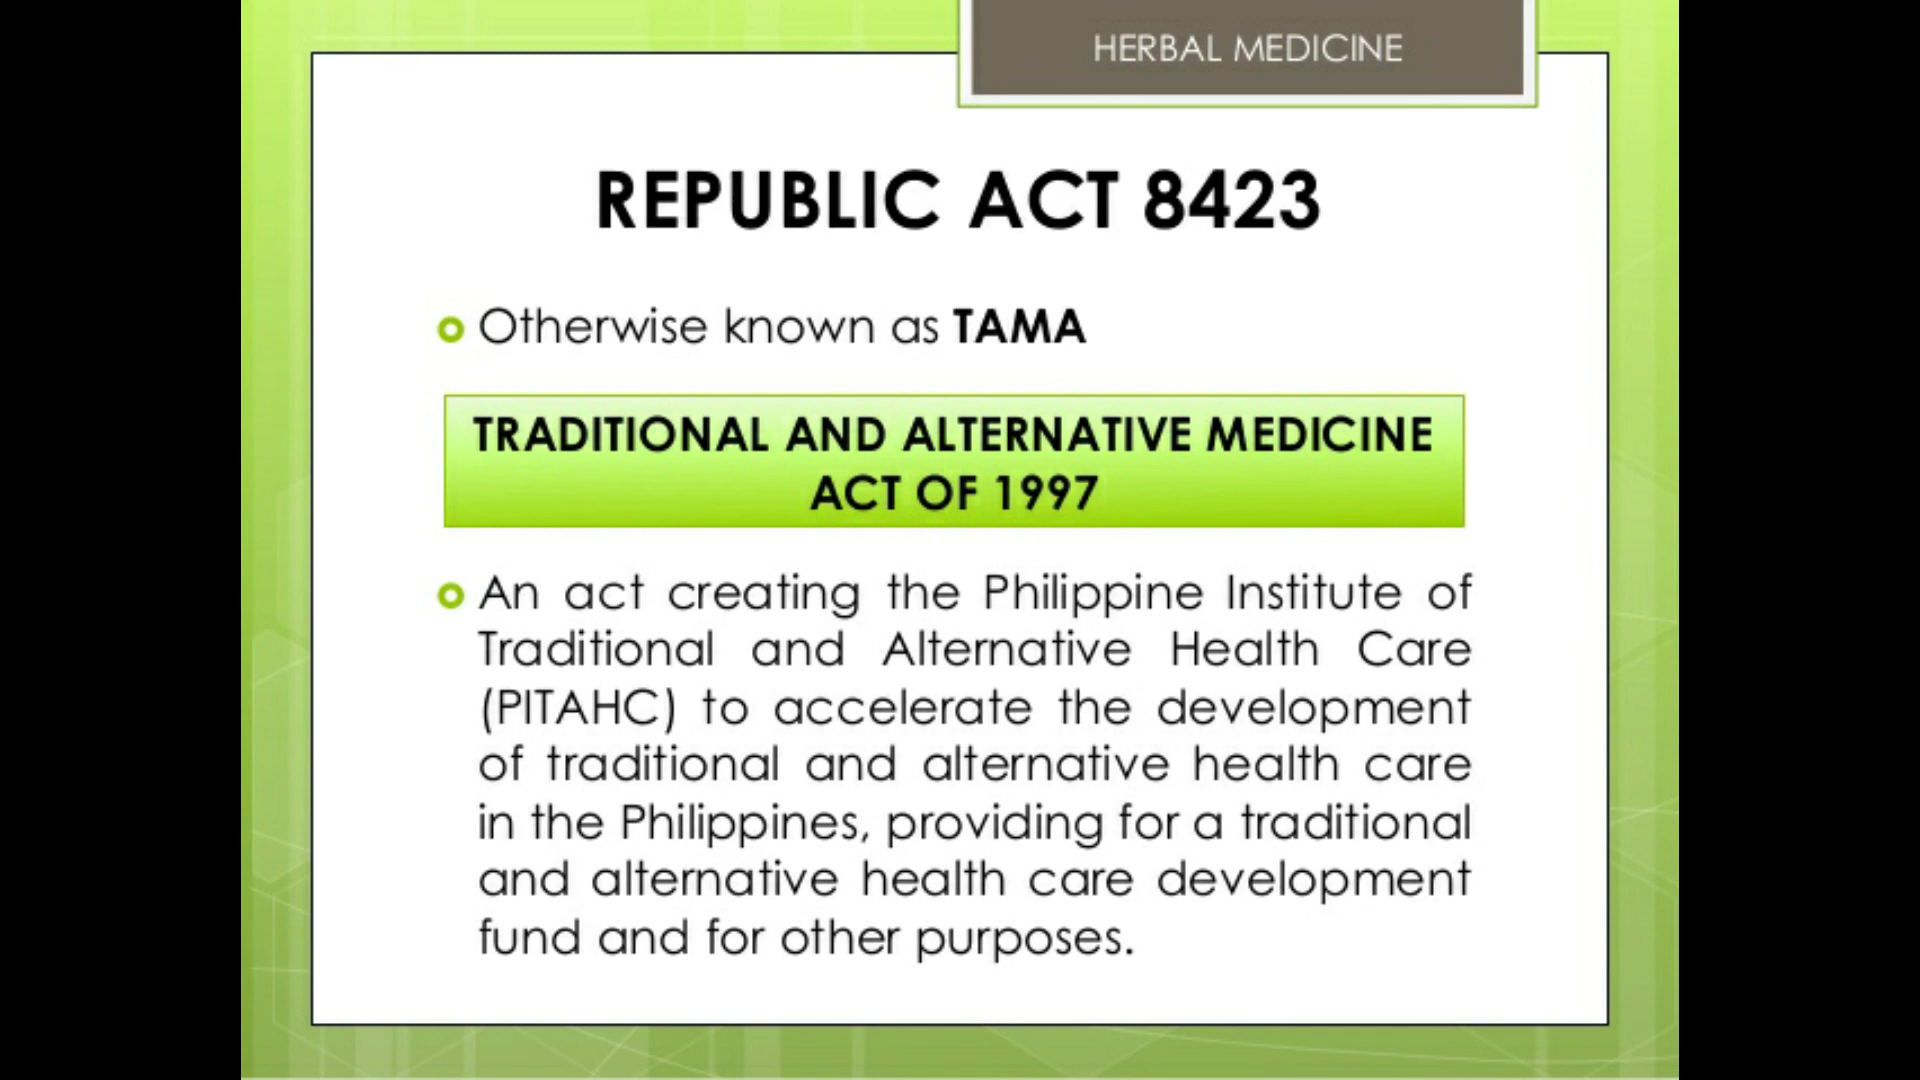 HERBAL MEDICINE
REPUBLIC ACT 8423
Otherwise known as TAMA
TRADITIONAL AND ALTERNATIVE MEDICINE
ACT OF 1997
An act creating the Philippine Institute of
Traditional and Alternative Health Care
(PITAHC) to accelerate the development
of traditional and alternative health care
in the Philippines, providing for a traditional
and alternative health care development
fund and for other purposes.